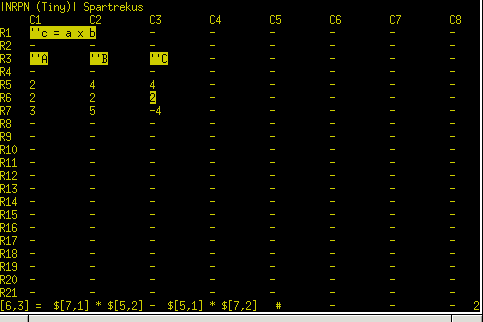 |NRPN (Tiny)| Spartrekus
C1 C2 C3 C4 C5 C6 C7 C8
R1 ''c = a x b - - - - - -
R2 - - - - - - - -
R3 ''A ''B ''C - - - - -
R4 - - - - - - - -
R5 2 4 4 - - - - -
R6 2 2 2 - - - - -
R7 3 5 -4 - - - - -
R8 - - - - - - - -
R9 - - - - - - - -
R10 - - - - - - - -
R11 - - - - - - - -
R12 - - - - - - - -
R13 - - - - - - - -
R14 - - - - - - - -
R15 - - - - - - - -
R16 - - - - - - - -
R17 - - - - - - - -
R18 - - - - - - - -
R19 - - - - - - - -
R20 - - - - - - - -
R21 - - - - - - - -
[6,3] = $[7,1] * $[5,2] - $[5,1] * $[7,2] # 2